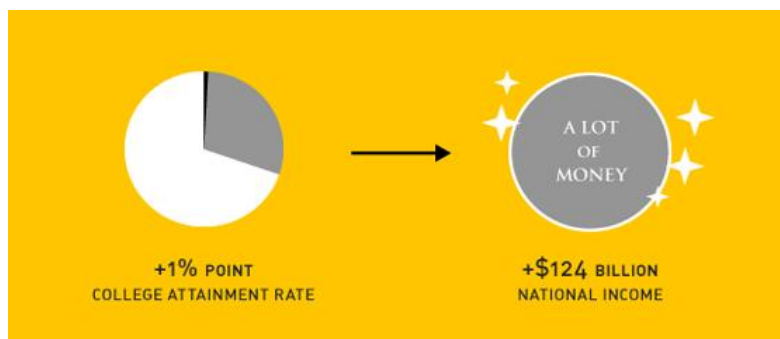 A LOT
OF
MONEY
+1% POINT
COLLEGE ATTAINMENT RATE
+$124 BILLION
NATIONAL INCOME